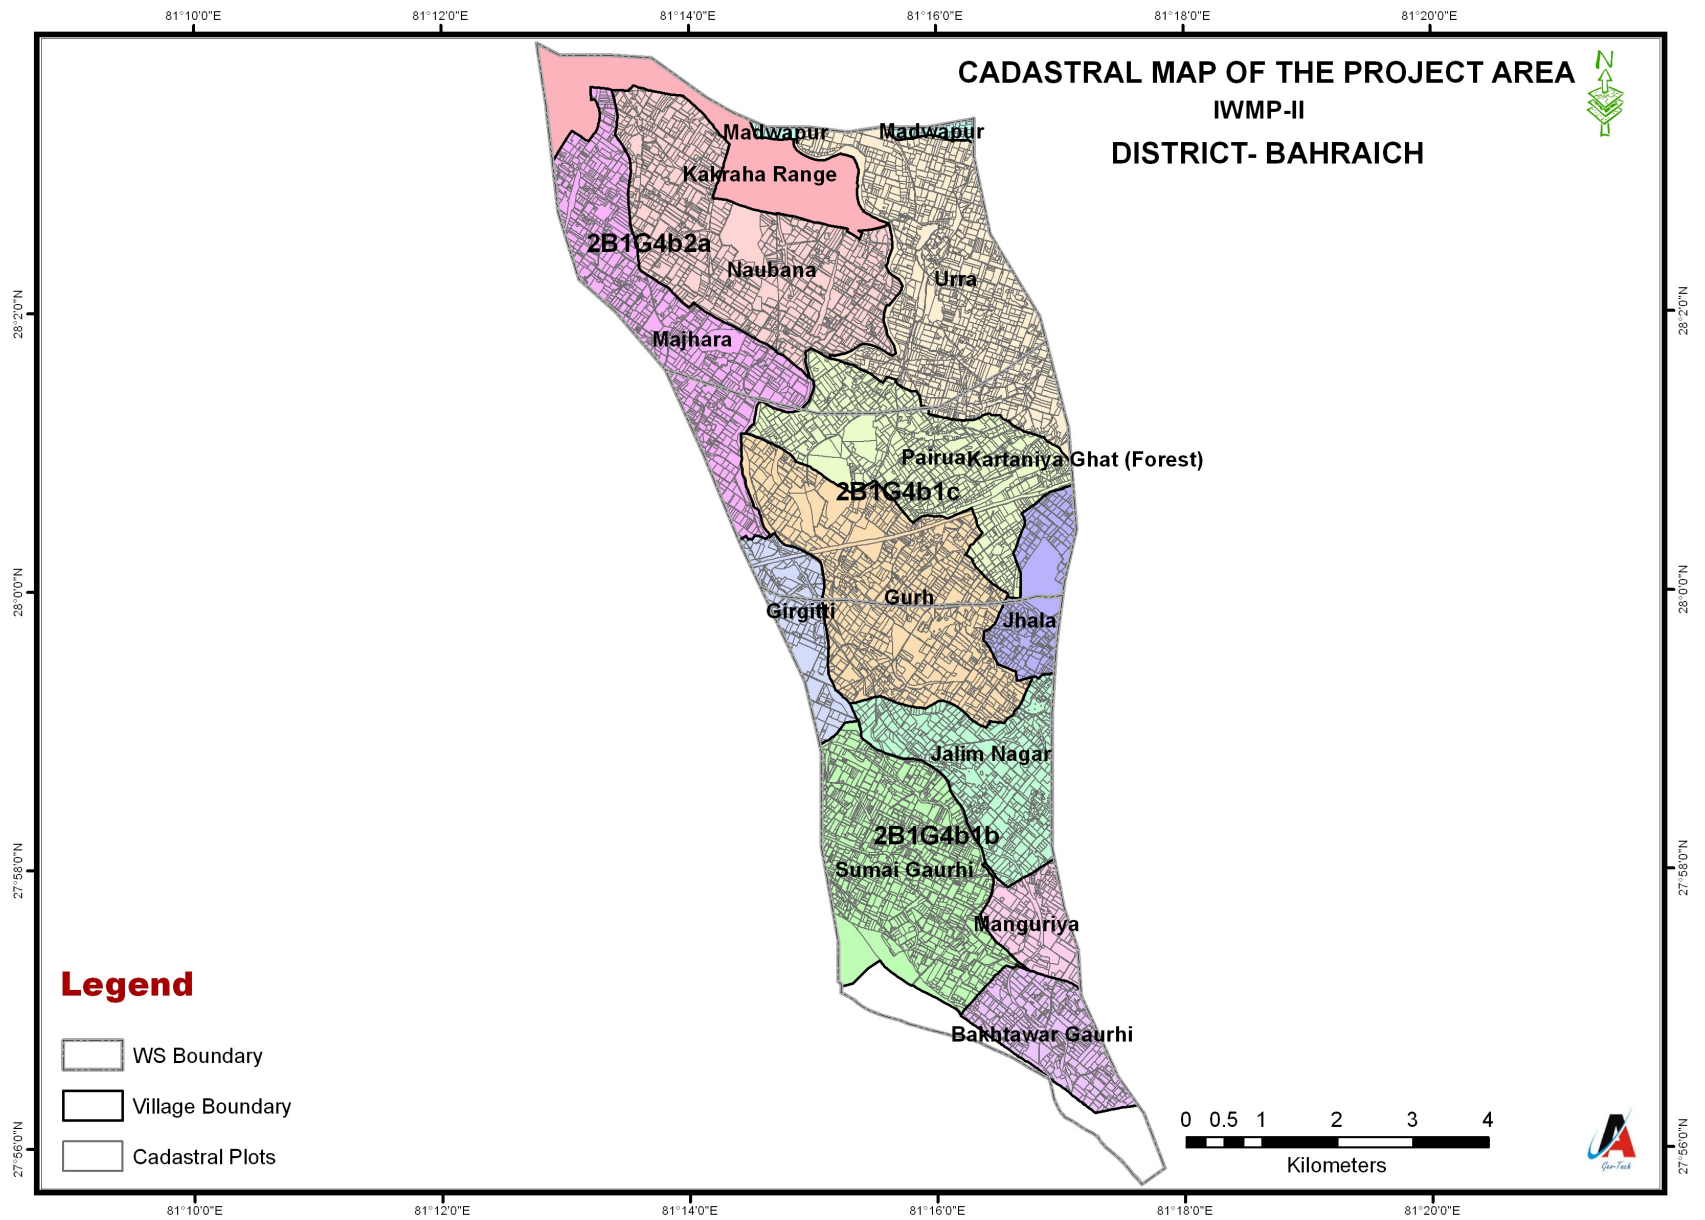 81°10'0"E 81°12'0"E 81°14'0"E 81°16'0"E 81°18'0"E 81°20'0"E
CADASTRAL MAP OF THE PROJECT AREA
IWMP-II
DISTRICT- BAHRAICH
N
Madwapur Madwapur
Kakraha Range
2B1G4b2a
Naubana
Urra
28°2'0"N 28°2'0"N
Majhara
Pairua Kartaniya Ghat (Forest)
2B1G4b1c
28°0'0"N 28°0'0"N
Gurh
Girgitti
Jhala
Jalim Nagar
2B1G4b1b
Sumai Gaurhi
27°58'0"N 27°58'0"N
Manguriya
Legend
Bakhtawar Gaurhi
WS Boundary
Village Boundary
Cadastral Plots
0 0.5 1 2 3 4
Kilometers
27°56'0"N 27°56'0"N
A
Geo-Tech
81°10'0"E 81°12'0"E 81°14'0"E 81°16'0"E 81°18'0"E 81°20'0"E